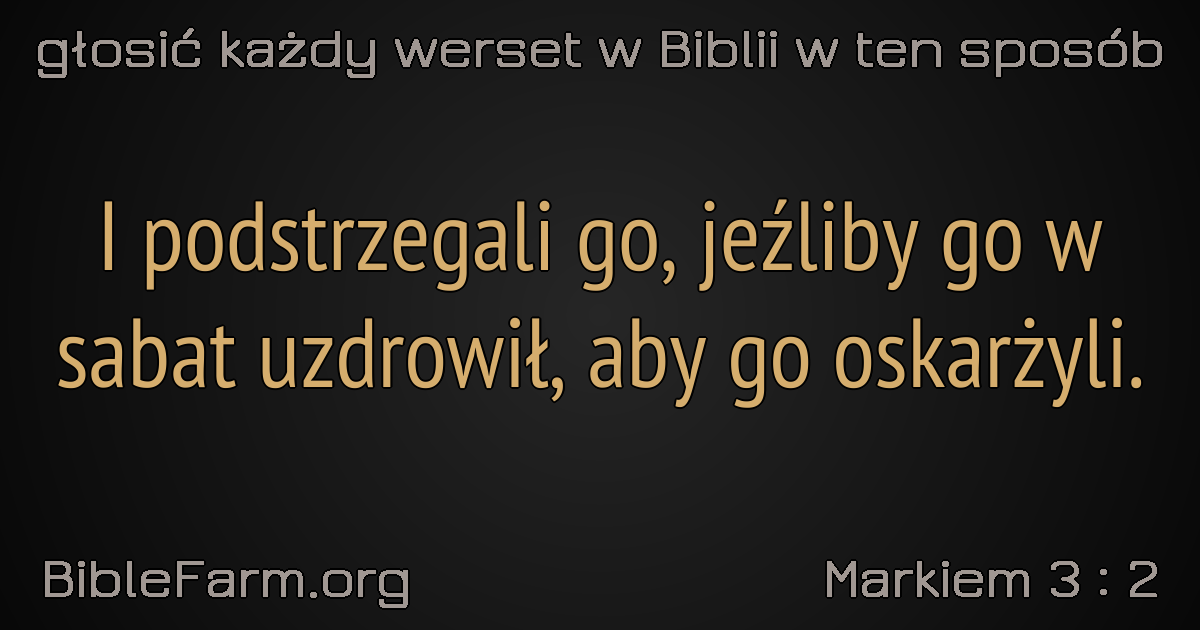 głosić każdy werset w Biblii w ten sposób
I podstrzegali go, jeźliby go w
sabat uzdrowił, aby go oskarżyli.
BibleFarm.org
Markiem 3 : 2